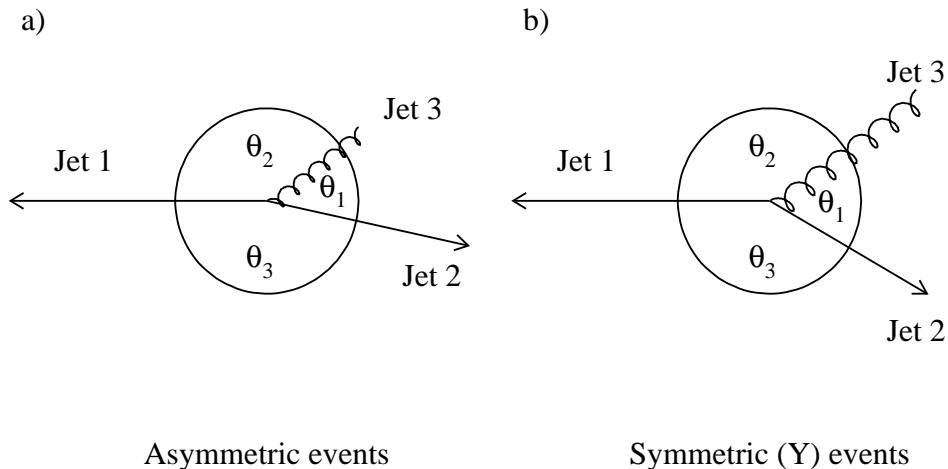 a)
Jet 3
Jet 1
θ2
θ1
θ3
Jet 2
Asymmetric events
b)
Jet 3
Jet 1
θ2
θ1
θ3
Jet 2
Symmetric (Y) events